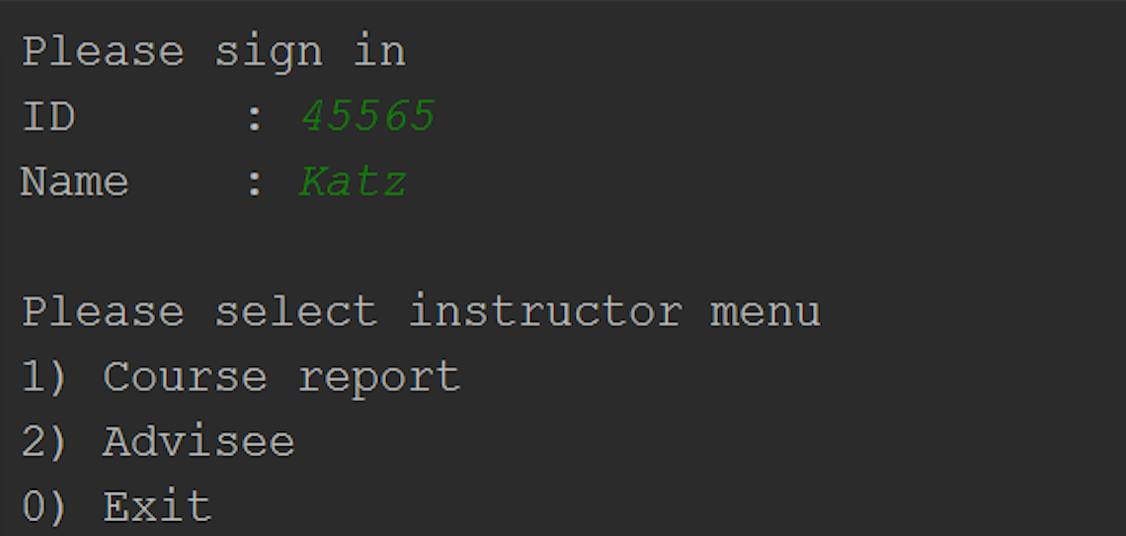 Please sign in
ID : 45565
Name : Katz
Please select instructor menu
1) Course report
2) Advisee
0) Exit